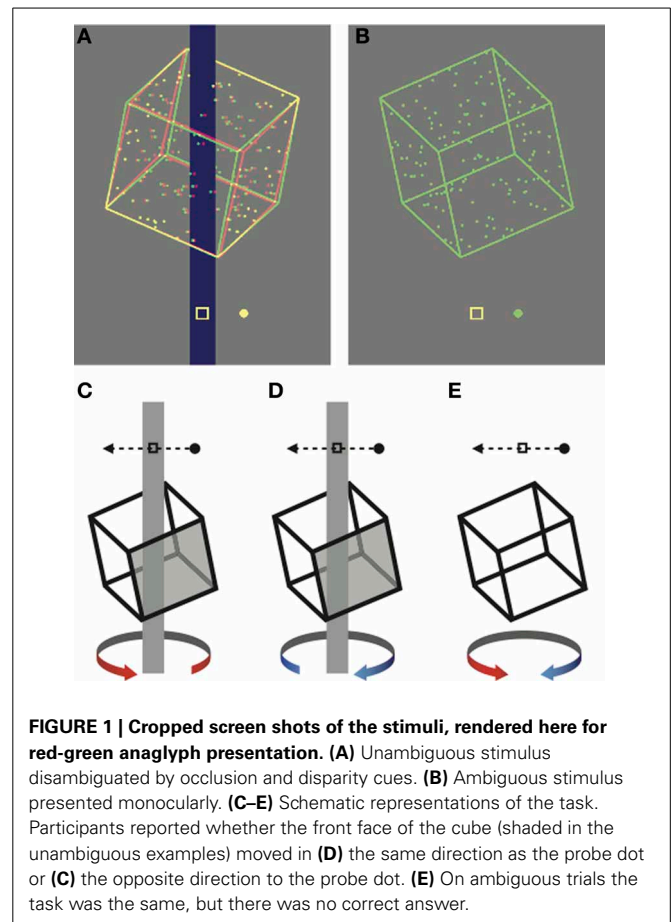 A
B
C
D
E
FIGURE 1 | Cropped screen shots of the stimuli, rendered here for
red-green anaglyph presentation. (A) Unambiguous stimulus
disambiguated by occlusion and disparity cues. (B) Ambiguous stimulus
presented monocularly. (C–E) Schematic representations of the task.
Participants reported whether the front face of the cube (shaded in the
unambiguous examples) moved in (D) the same direction as the probe dot
or (C) the opposite direction to the probe dot. (E) On ambiguous trials the
task was the same, but there was no correct answer.